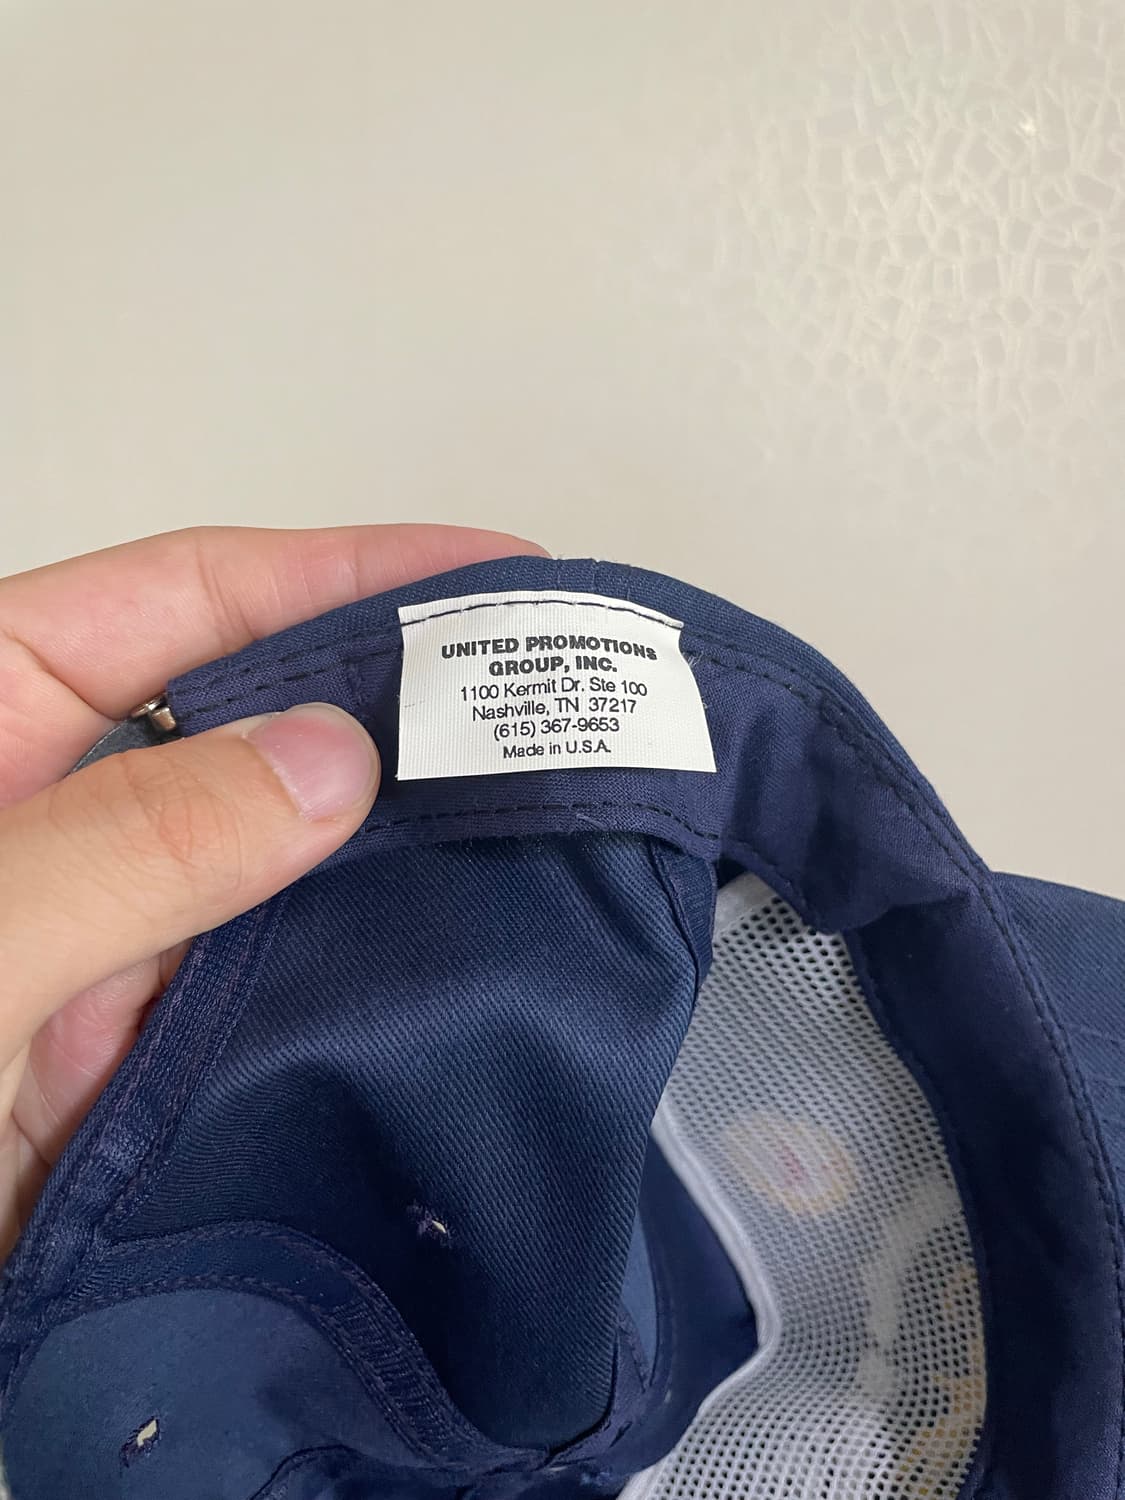 UNITED PROMOTIONS
GROUP, INC.
1100 Kermit Dr. Ste 100
Nashville, TN 37217
(615) 367-9653
Made in U.S.A.